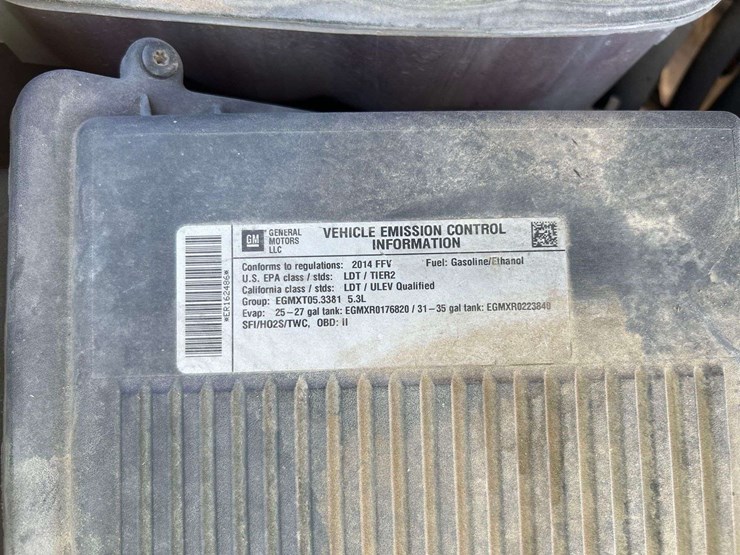 GM GENERAL MOTORS LLC
VEHICLE EMISSION CONTROL
INFORMATION
Conforms to regulations: 2014 FFV Fuel: Gasoline/Ethanol
U.S. EPA class / stds: LDT / TIER2
California class / stds: LDT / ULEV Qualified
Group: EGMXT05.3381 5.3L
Evap: 25-27 gal tank: EGMXR0176820 / 31-35 gal tank: EGMXR0223840
SFI/HO2S/TWC, OBD: II
*ER162486*